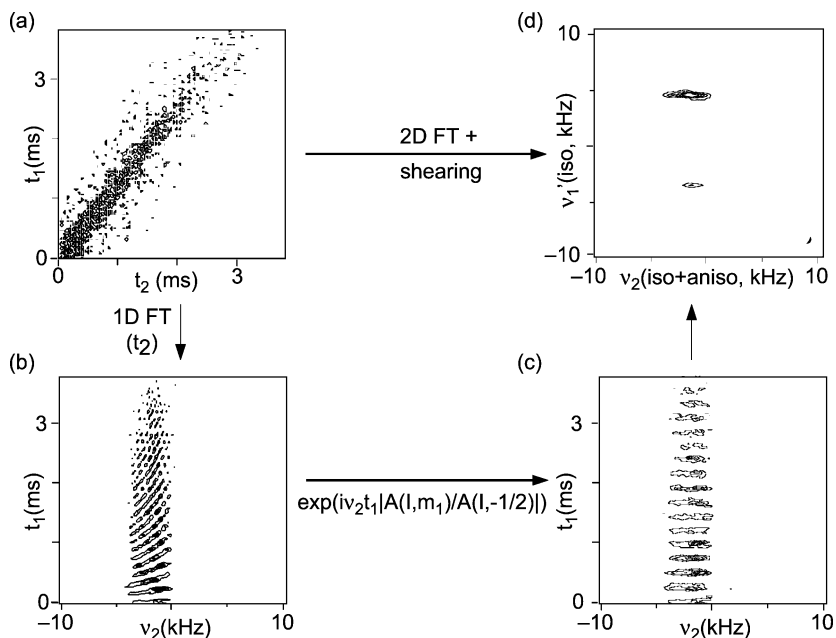 (a)
3
t1(ms)
0
0
3
t2 (ms)
2D FT +
shearing
(d)
10
ν1'(iso, kHz)
–10
–10
10
ν2(iso+aniso, kHz)
1D FT
(t2)
(b)
3
t1(ms)
0
–10
10
ν2(kHz)
exp(iν2t1|A(I,m1)/A(I,-1/2)|)
(c)
3
t1(ms)
0
–10
10
ν2(kHz)